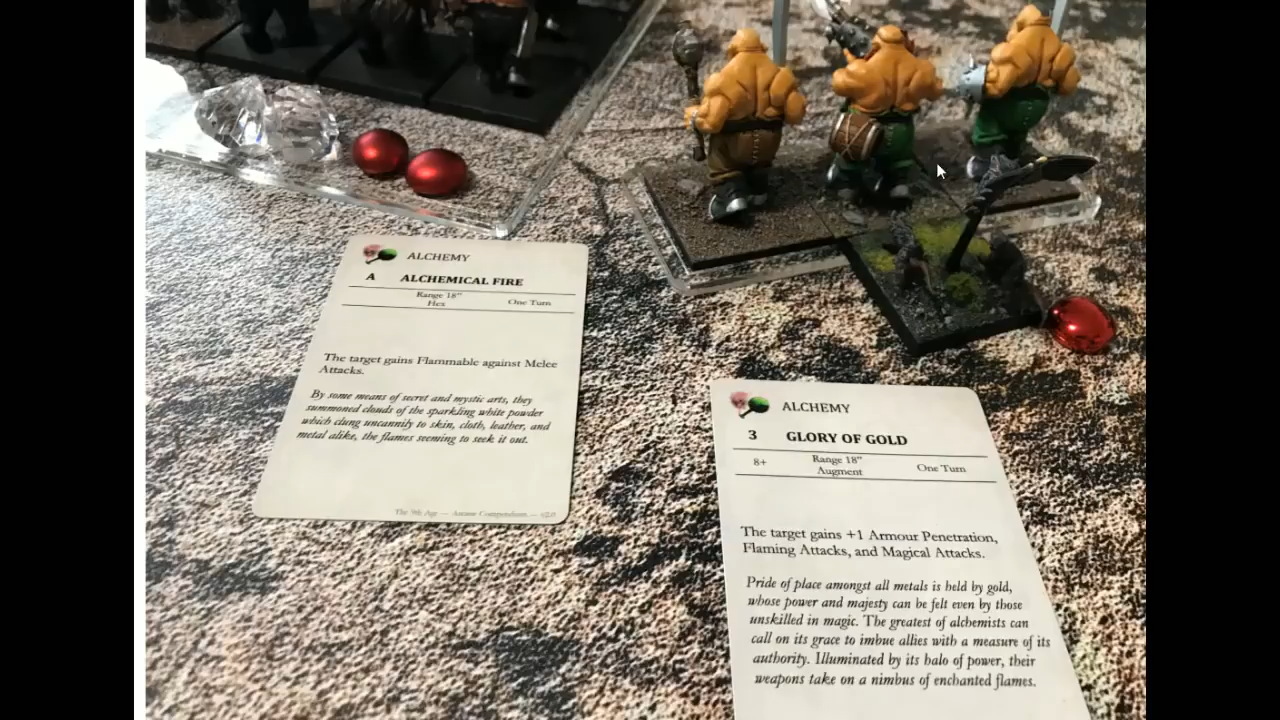 ALCHEMY
A ALCHEMICAL FIRE
Range 18"
Hex
One Turn
The target gains Flammable against Melee
Attacks.
By some means of secret and mystic arts, they
summoned clouds of the sparkling white powder
which clung uncannily to skin, cloth, leather, and
metal alike, the flames seeming to seek it out.
The 9th Age — Arcane Compendium —
ALCHEMY
3 GLORY OF GOLD
8+
Range 18"
Augment
One Turn
The target gains +1 Armour Penetration,
Flaming Attacks, and Magical Attacks.
Pride of place amongst all metals is held by gold,
whose power and majesty can be felt even by those
unskilled in magic. The greatest of alchemists can
call on its grace to imbue allies with a measure of its
authority. Illuminated by its halo of power, their
weapons take on a nimbus of enchanted flames.